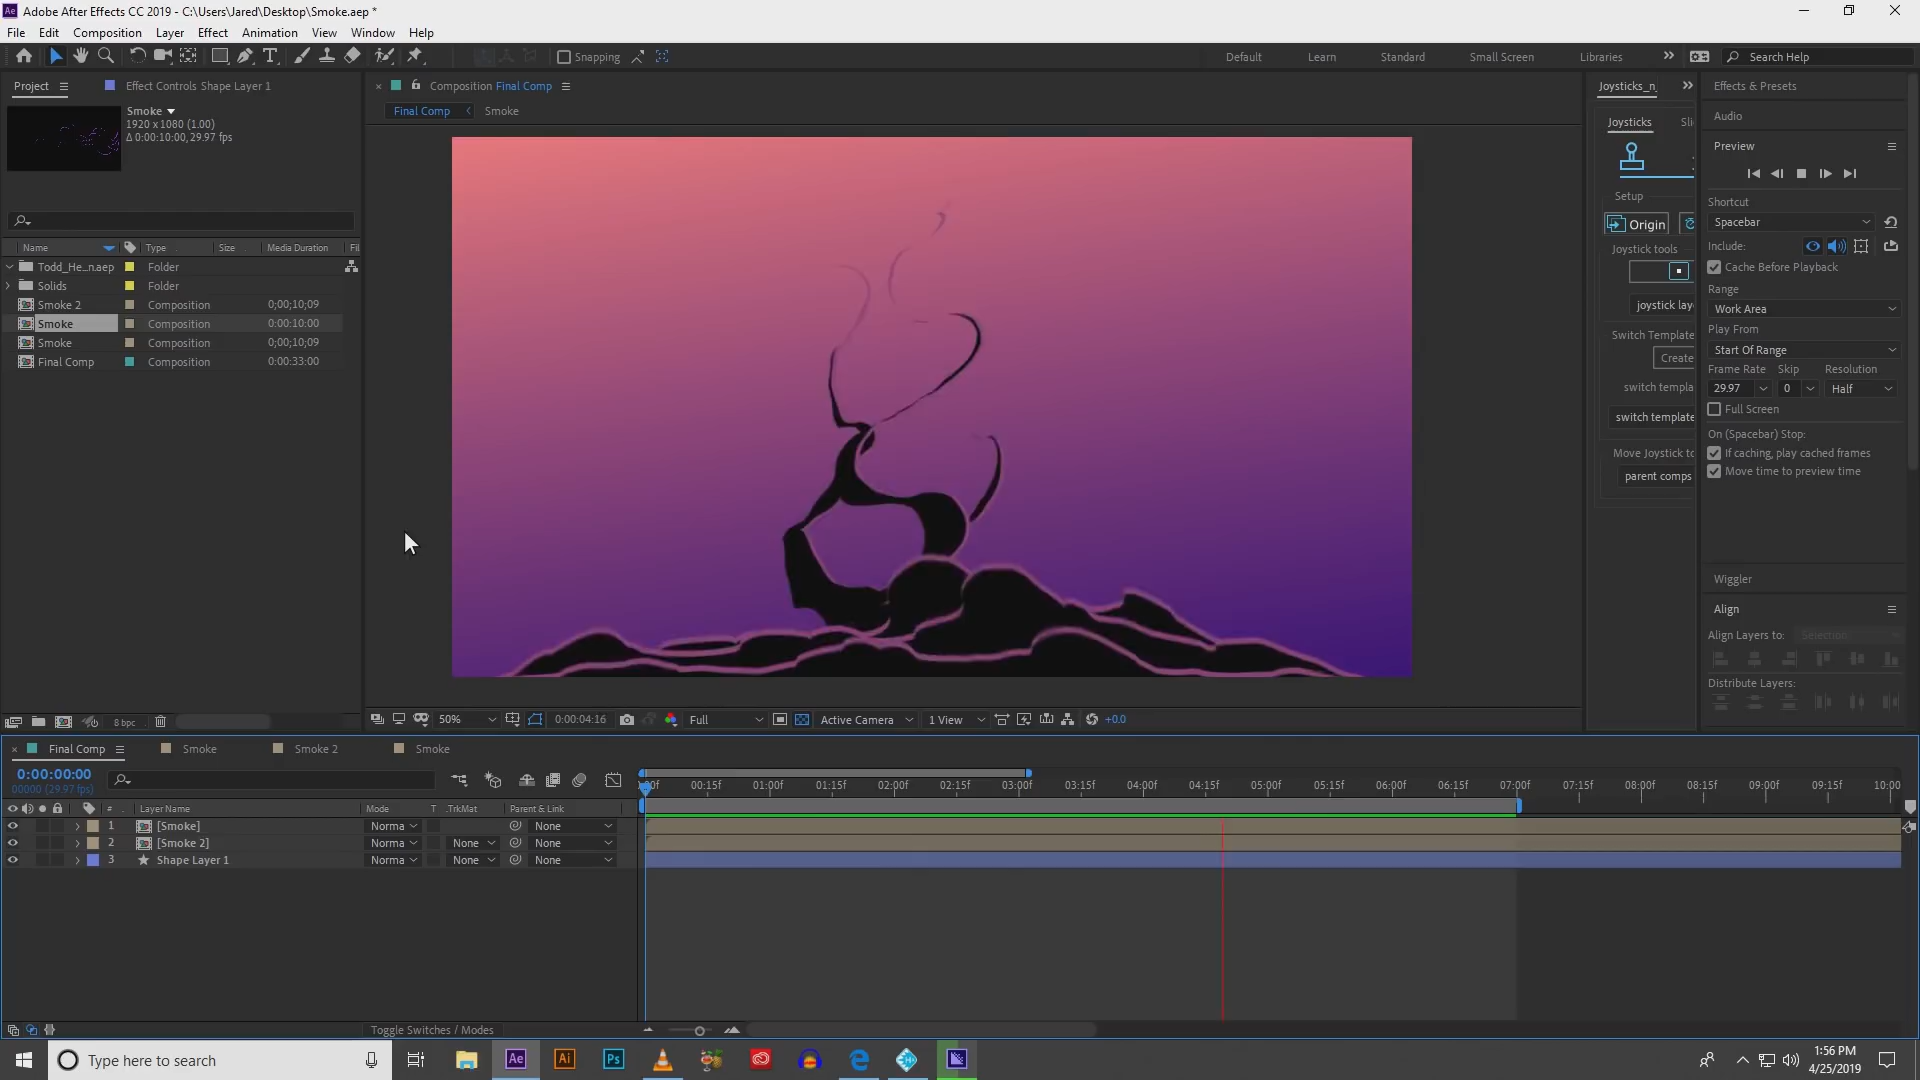 Adobe After Effects CC 2019 - C:\Users\Jared\Desktop\Smoke.aep *
File Edit Composition Layer Effect Animation View Window Help
Snapping
Default Learn Standard Small Screen Libraries
Search Help
Project
Effect Controls Shape Layer 1
Smoke
1920 x 1080 (1.00)
Δ 0:00:10:00, 29.97 fps
Name Type Size Media Duration Fil
Todd_He...n.aep Folder
Solids Folder
Smoke 2 Composition 0;00;10;09
Smoke Composition 0:00:10:00
Smoke Composition 0;00;10;09
Final Comp Composition 0:00:33:00
8 bpc
Composition Final Comp
Final Comp Smoke
50% 0:00:04:16 Full Active Camera 1 View +0.0
Joysticks_n
Joysticks Sli
Setup
Origin
Joystick tools
joystick lay
Switch Template
Create
switch templa
switch template
Move Joystick to
parent comps
Effects & Presets
Audio
Preview
Shortcut
Spacebar
Include:
Cache Before Playback
Range
Work Area
Play From
Start Of Range
Frame Rate Skip Resolution
29.97 0 Half
Full Screen
On (Spacebar) Stop:
If caching, play cached frames
Move time to preview time
Wiggler
Align
Align Layers to: Selection
Distribute Layers:
Final Comp Smoke Smoke 2 Smoke
0:00:00:00
00000 (29.97 fps)
00f 00:15f 01:00f 01:15f 02:00f 02:15f 03:00f 03:15f 04:00f 04:15f 05:00f 05:15f 06:00f 06:15f 07:00f 07:15f 08:00f 08:15f 09:00f 09:15f 10:00
# Layer Name Mode T .TrkMat Parent & Link
1 [Smoke] Norma None
2 [Smoke 2] Norma None None
3 Shape Layer 1 Norma None None
Toggle Switches / Modes
Type here to search
Ae Ai Ps
1:56 PM
4/25/2019